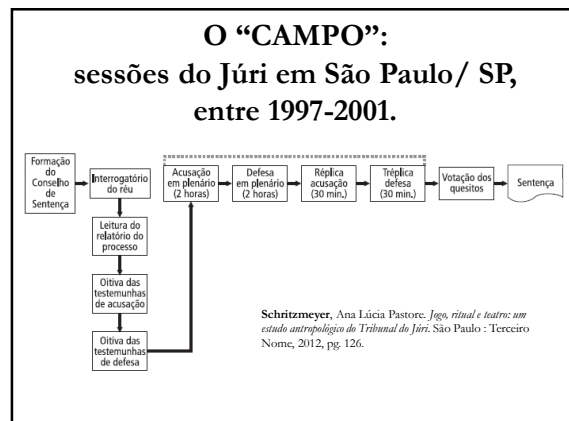 O “CAMPO”:
sessões do Júri em São Paulo/ SP,
entre 1997-2001.
Formação
do
Conselho
de
Sentença
Interrogatório
do réu
Leitura do
relatório do
processo
Oitiva das
testemunhas
de acusação
Oitiva das
testemunhas
de defesa
Acusação
em plenário
(2 horas)
Defesa
em plenário
(2 horas)
Réplica
acusação
(30 min.)
Tréplica
defesa
(30 min.)
Votação dos
quesitos
Sentença
Schritzmeyer, Ana Lúcia Pastore. Jogo, ritual e teatro: um
estudo antropológico do Tribunal do Júri. São Paulo : Terceiro
Nome, 2012, pg. 126.